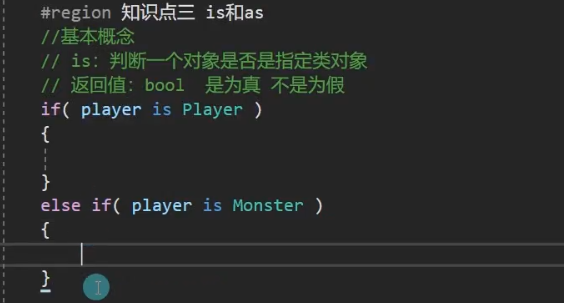 #region 知识点三 is和as
//基本概念
// is：判断一个对象是否是指定类对象
// 返回值：bool  是为真 不是为假
if( player is Player )
{
}
else if( player is Monster )
{
}